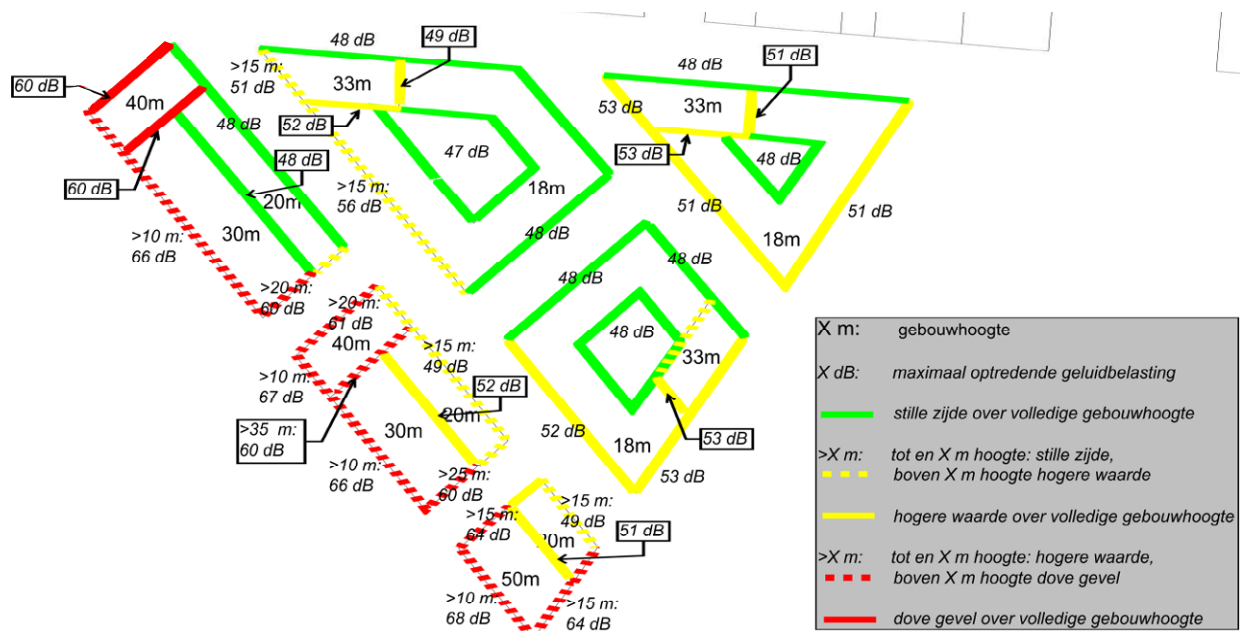 48 dB
49 dB
51 dB
48 dB
>15 m:
51 dB
60 dB
40m
33m
33m
53 dB
48 dB
52 dB
47 dB
53 dB
48 dB
48 dB
60 dB
>15 m:
56 dB
18m
20m
30m
51 dB
51 dB
48 dB
18m
>10 m:
66 dB
48 dB
48 dB
>20 m:
60 dB
>20 m:
61 dB
40m
>15 m:
49 dB
48 dB
33m
>10 m:
67 dB
52 dB
20m
30m
>35 m:
60 dB
52 dB
18m
53 dB
53 dB
>10 m:
66 dB
>25 m:
60 dB
>15 m:
64 dB
>15 m:
49 dB
51 dB
20m
50m
>10 m:
68 dB
>15 m:
64 dB
X m: gebouwhoogte
X dB: maximaal optredende geluidbelasting
stille zijde over volledige gebouwhoogte
>X m: tot en X m hoogte: stille zijde,
boven X m hoogte hogere waarde
hogere waarde over volledige gebouwhoogte
>X m: tot en X m hoogte: hogere waarde,
boven X m hoogte dove gevel
dove gevel over volledige gebouwhoogte